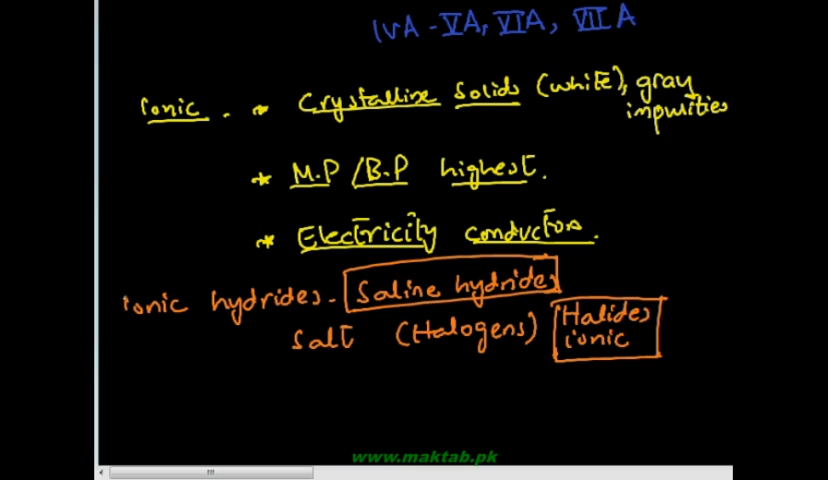 IVA - VA, VIA, VIIA
ionic . * Crystalline Solids (white), gray
impurities
* M.P /B.P highest.
* Electricity conductors.
ionic hydrides - Saline hydrides
Salt (Halogens) Halides
ionic
www.maktab.pk